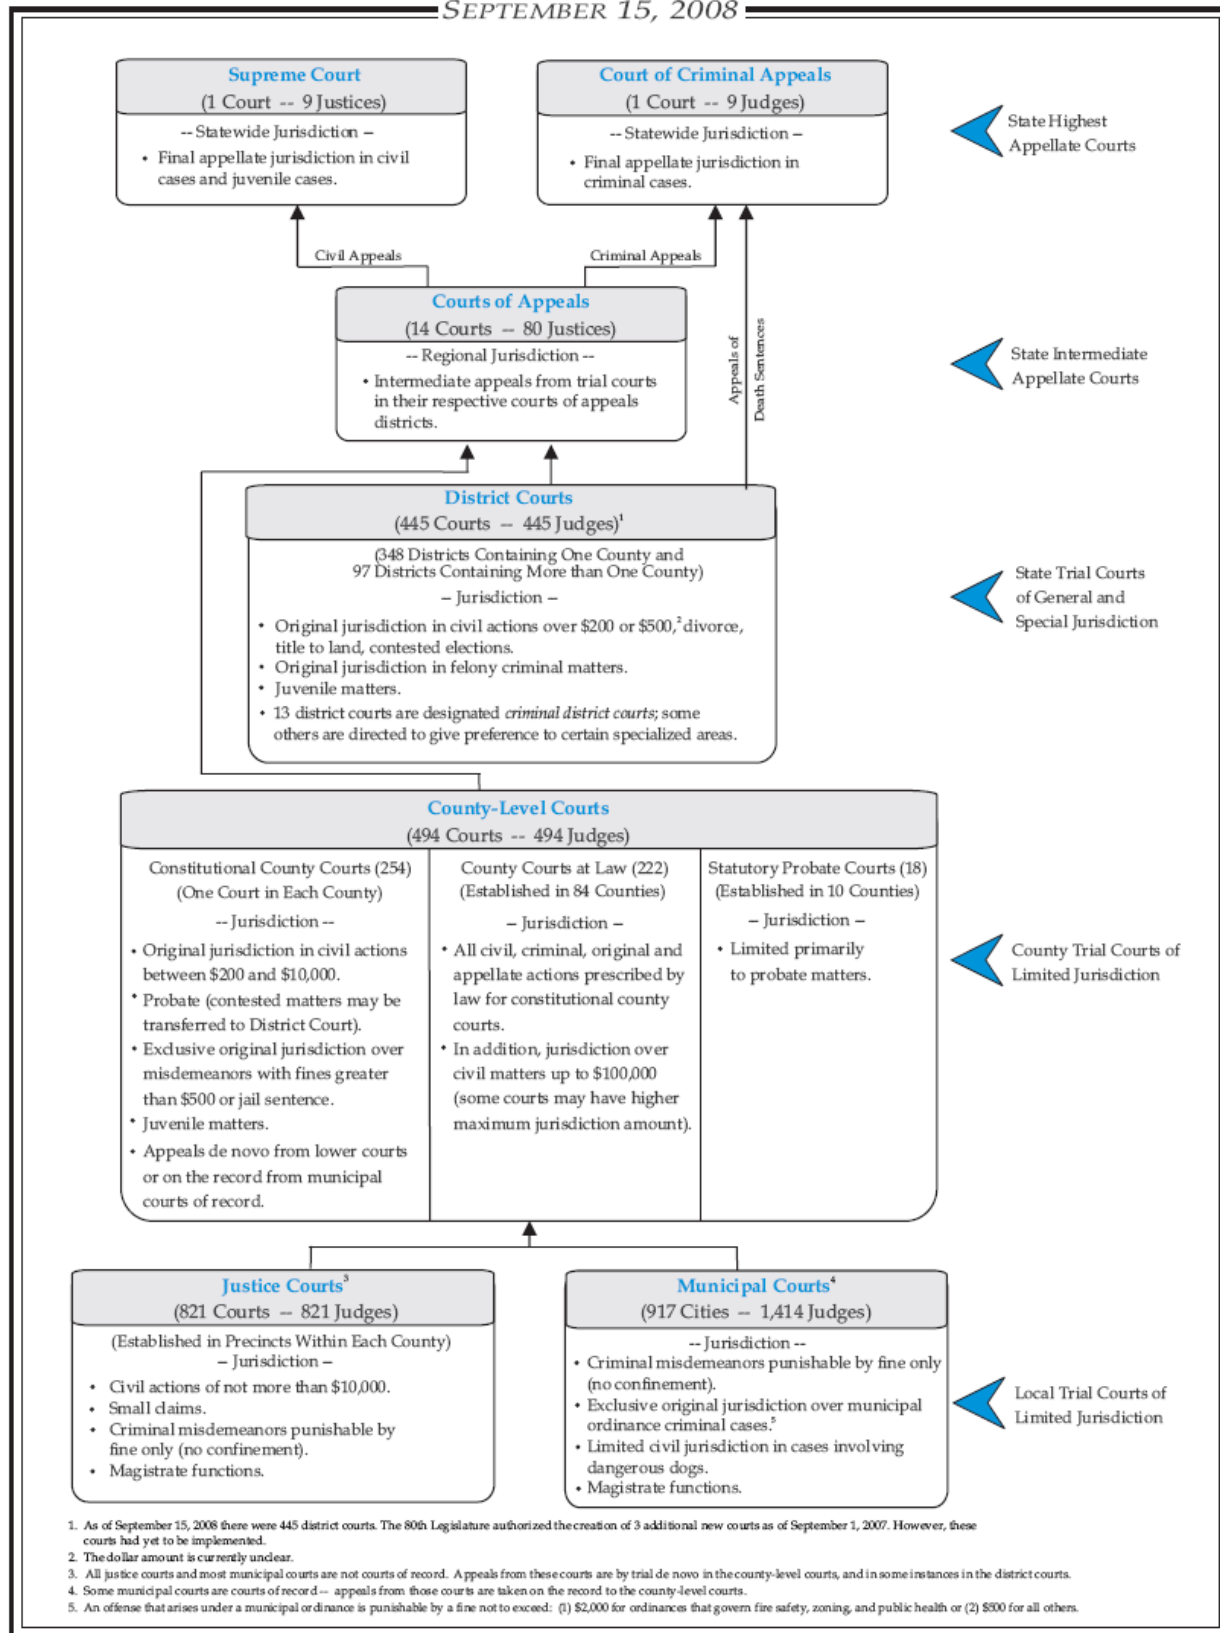 SEPTEMBER 15, 2008
Supreme Court
(1 Court -- 9 Justices)
-- Statewide Jurisdiction –
• Final appellate jurisdiction in civil
cases and juvenile cases.
Court of Criminal Appeals
(1 Court -- 9 Judges)
-- Statewide Jurisdiction –
• Final appellate jurisdiction in
criminal cases.
State Highest
Appellate Courts
Civil Appeals
Criminal Appeals
Appeals of
Death Sentences
Courts of Appeals
(14 Courts -- 80 Justices)
-- Regional Jurisdiction --
• Intermediate appeals from trial courts
in their respective courts of appeals
districts.
State Intermediate
Appellate Courts
District Courts
(445 Courts -- 445 Judges)1
(348 Districts Containing One County and
97 Districts Containing More than One County)
– Jurisdiction –
• Original jurisdiction in civil actions over $200 or $500,2 divorce,
title to land, contested elections.
• Original jurisdiction in felony criminal matters.
• Juvenile matters.
• 13 district courts are designated criminal district courts; some
others are directed to give preference to certain specialized areas.
State Trial Courts
of General and
Special Jurisdiction
County-Level Courts
(494 Courts -- 494 Judges)
Constitutional County Courts (254)
(One Court in Each County)
-- Jurisdiction --
• Original jurisdiction in civil actions
between $200 and $10,000.
• Probate (contested matters may be
transferred to District Court).
• Exclusive original jurisdiction over
misdemeanors with fines greater
than $500 or jail sentence.
• Juvenile matters.
• Appeals de novo from lower courts
or on the record from municipal
courts of record.
County Courts at Law (222)
(Established in 84 Counties)
– Jurisdiction –
• All civil, criminal, original and
appellate actions prescribed by
law for constitutional county
courts.
• In addition, jurisdiction over
civil matters up to $100,000
(some courts may have higher
maximum jurisdiction amount).
Statutory Probate Courts (18)
(Established in 10 Counties)
– Jurisdiction –
• Limited primarily
to probate matters.
County Trial Courts of
Limited Jurisdiction
Justice Courts3
(821 Courts -- 821 Judges)
(Established in Precincts Within Each County)
– Jurisdiction –
• Civil actions of not more than $10,000.
• Small claims.
• Criminal misdemeanors punishable by
fine only (no confinement).
• Magistrate functions.
Municipal Courts4
(917 Cities -- 1,414 Judges)
-- Jurisdiction --
• Criminal misdemeanors punishable by fine only
(no confinement).
• Exclusive original jurisdiction over municipal
ordinance criminal cases.5
• Limited civil jurisdiction in cases involving
dangerous dogs.
• Magistrate functions.
Local Trial Courts of
Limited Jurisdiction
1. As of September 15, 2008 there were 445 district courts. The 80th Legislature authorized the creation of 3 additional new courts as of September 1, 2007. However, these
courts had yet to be implemented.
2. The dollar amount is currently unclear.
3. All justice courts and most municipal courts are not courts of record. Appeals from these courts are by trial de novo in the county-level courts, and in some instances in the district courts.
4. Some municipal courts are courts of record -- appeals from those courts are taken on the record to the county-level courts.
5. An offense that arises under a municipal ordinance is punishable by a fine not to exceed: (1) $2,000 for ordinances that govern fire safety, zoning, and public health or (2) $500 for all others.